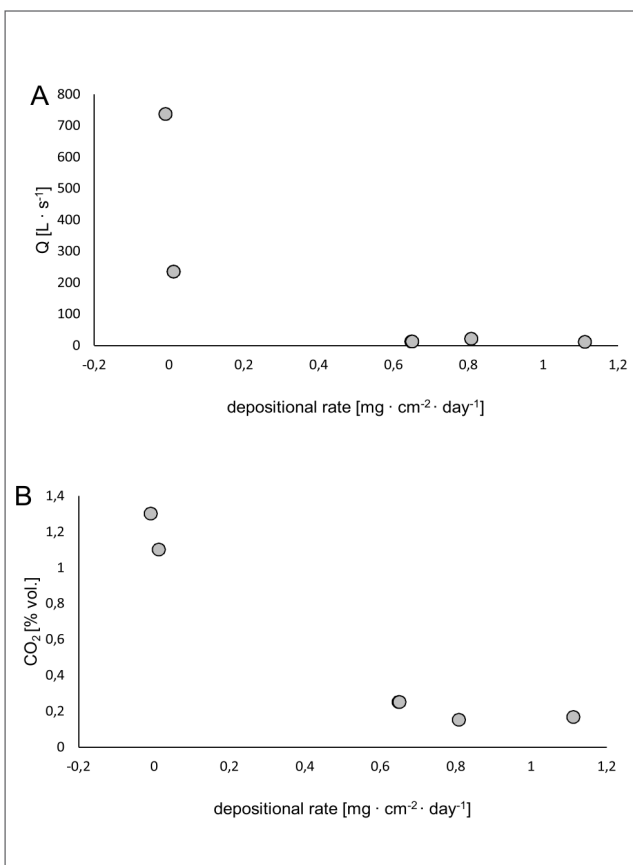 A
800
700
600
500
400
300
200
100
0
Q [L · s⁻¹]
-0,2 0 0,2 0,4 0,6 0,8 1 1,2
depositional rate [mg · cm⁻² · day⁻¹]
B
1,4
1,2
1
0,8
0,6
0,4
0,2
0
CO₂ [% vol.]
-0,2 0 0,2 0,4 0,6 0,8 1 1,2
depositional rate [mg · cm⁻² · day⁻¹]